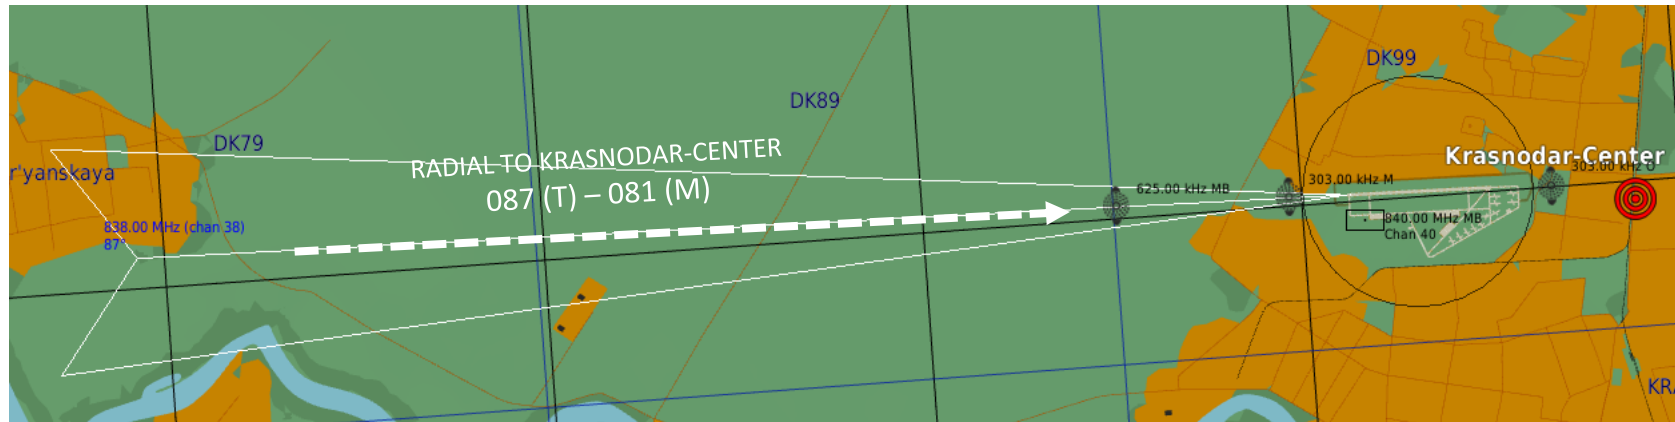 DK99
DK89
DK79
RADIAL TO KRASNODAR-CENTER
087 (T) – 081 (M)
Krasnodar-Center
303.00 kHz O
r'yanskaya
303.00 kHz M
625.00 kHz MB
838.00 MHz (chan 38)
87°
840.00 MHz MB
Chan 40
KR